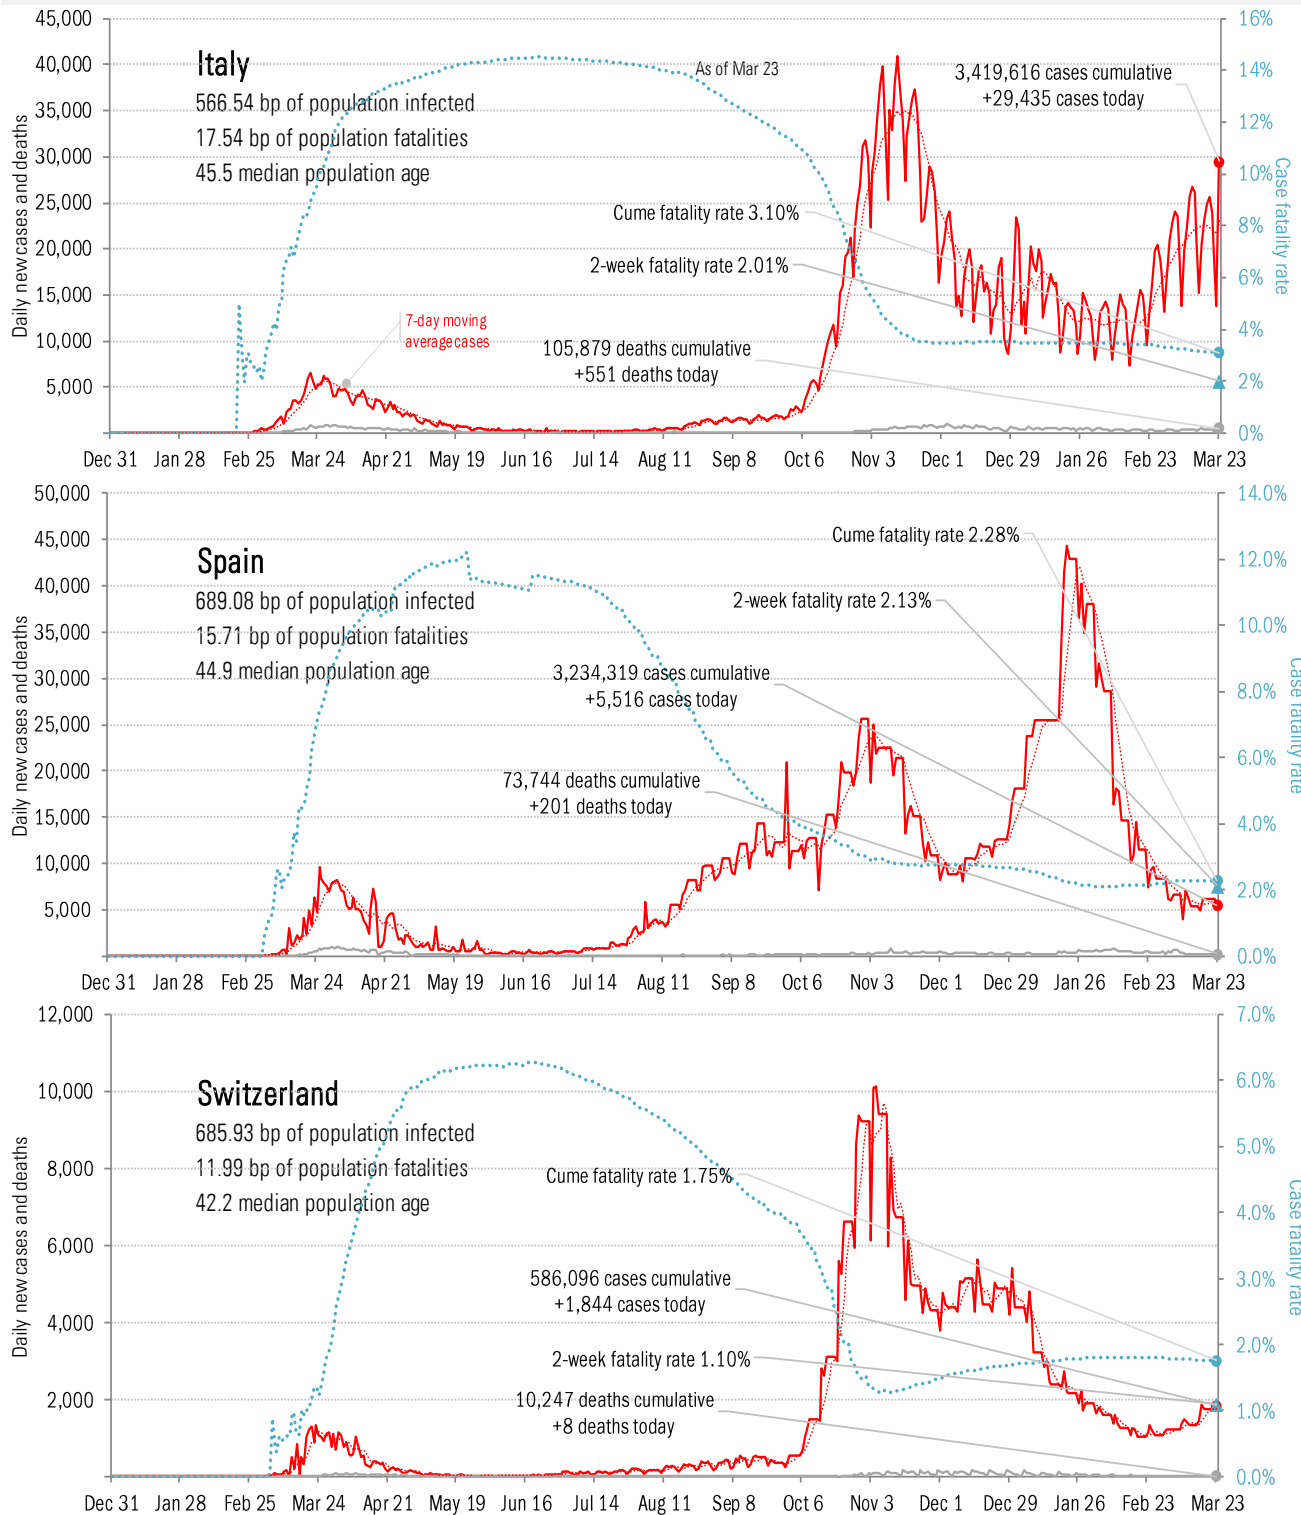 45,000
40,000
35,000
30,000
25,000
20,000
15,000
10,000
5,000
Daily new cases and deaths
16%
14%
12%
10%
8%
6%
4%
2%
0%
Case fatality rate
Italy
566.54 bp of population infected
17.54 bp of population fatalities
45.5 median population age
As of Mar 23
3,419,616 cases cumulative
+29,435 cases today
Cume fatality rate 3.10%
2-week fatality rate 2.01%
7-day moving
average cases
105,879 deaths cumulative
+551 deaths today
Dec 31 Jan 28 Feb 25 Mar 24 Apr 21 May 19 Jun 16 Jul 14 Aug 11 Sep 8 Oct 6 Nov 3 Dec 1 Dec 29 Jan 26 Feb 23 Mar 23
50,000
45,000
40,000
35,000
30,000
25,000
20,000
15,000
10,000
5,000
Daily new cases and deaths
14.0%
12.0%
10.0%
8.0%
6.0%
4.0%
2.0%
0.0%
Case fatality rate
Spain
689.08 bp of population infected
15.71 bp of population fatalities
44.9 median population age
Cume fatality rate 2.28%
2-week fatality rate 2.13%
3,234,319 cases cumulative
+5,516 cases today
73,744 deaths cumulative
+201 deaths today
Dec 31 Jan 28 Feb 25 Mar 24 Apr 21 May 19 Jun 16 Jul 14 Aug 11 Sep 8 Oct 6 Nov 3 Dec 1 Dec 29 Jan 26 Feb 23 Mar 23
12,000
10,000
8,000
6,000
4,000
2,000
Daily new cases and deaths
7.0%
6.0%
5.0%
4.0%
3.0%
2.0%
1.0%
0.0%
Case fatality rate
Switzerland
685.93 bp of population infected
11.99 bp of population fatalities
42.2 median population age
Cume fatality rate 1.75%
586,096 cases cumulative
+1,844 cases today
2-week fatality rate 1.10%
10,247 deaths cumulative
+8 deaths today
Dec 31 Jan 28 Feb 25 Mar 24 Apr 21 May 19 Jun 16 Jul 14 Aug 11 Sep 8 Oct 6 Nov 3 Dec 1 Dec 29 Jan 26 Feb 23 Mar 23